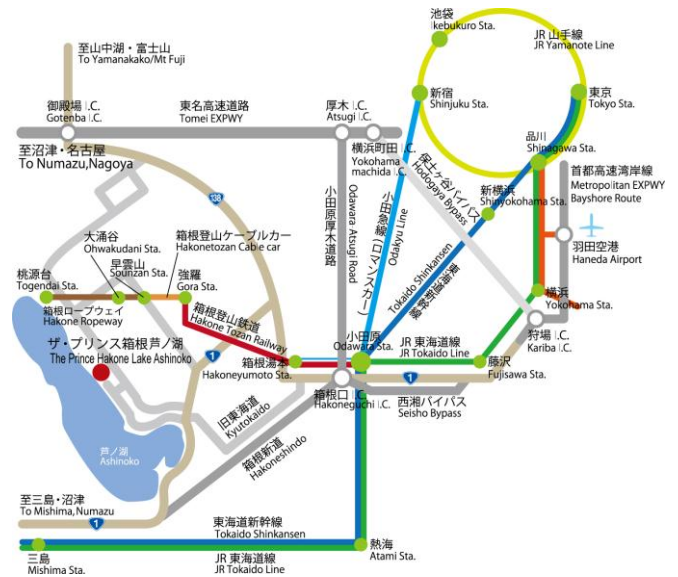 池袋
Ikebukuro Sta.
JR 山手線
JR Yamanote Line
至山中湖・富士山
To Yamanakako/Mt Fuji
新宿
Shinjuku Sta.
東京
Tokyo Sta.
御殿場 I.C.
Gotenba I.C.
東名高速道路
Tomei EXPWY
厚木 I.C.
Atsugi I.C.
品川
Shinagawa Sta.
至沼津・名古屋
To Numazu,Nagoya
横浜町田 I.C.
Yokohama
machida I.C.
首都高速湾岸線
Metropolitan EXPWY
Bayshore Route
保土ヶ谷バイパス
Hodogaya Bypass
138
新横浜
Shinyokohama Sta.
小田原厚木道路
Odawara Atsugi Road
小田急線(ロマンスカー)
Odakyu Line
羽田空港
Haneda Airport
大涌谷
Ohwakudani Sta.
箱根登山ケーブルカー
Hakonetozan Cable car
早雲山
Sounzan Sta.
東海道新幹線
Tokaido Shinkansen
桃源台
Togendai Sta.
強羅
Gora Sta.
横浜
Yokohama Sta.
箱根ロープウェイ
Hakone Ropeway
箱根登山鉄道
Hakone Tozan Railway
小田原
Odawara Sta.
JR 東海道線
JR Tokaido Line
狩場 I.C.
Kariba I.C.
ザ・プリンス箱根芦ノ湖
The Prince Hakone Lake Ashinoko
1
箱根湯本
Hakoneyumoto Sta.
藤沢
Fujisawa Sta.
1
箱根口 I.C.
Hakoneguchi I.C.
西湘バイパス
Seisho Bypass
旧東海道
Kyutokaido
芦ノ湖
Ashinoko
箱根新道
Hakoneshindo
至三島・沼津
To Mishima, Numazu
1
東海道新幹線
Tokaido Shinkansen
熱海
Atami Sta.
三島
Mishima Sta.
JR 東海道線
JR Tokaido Line